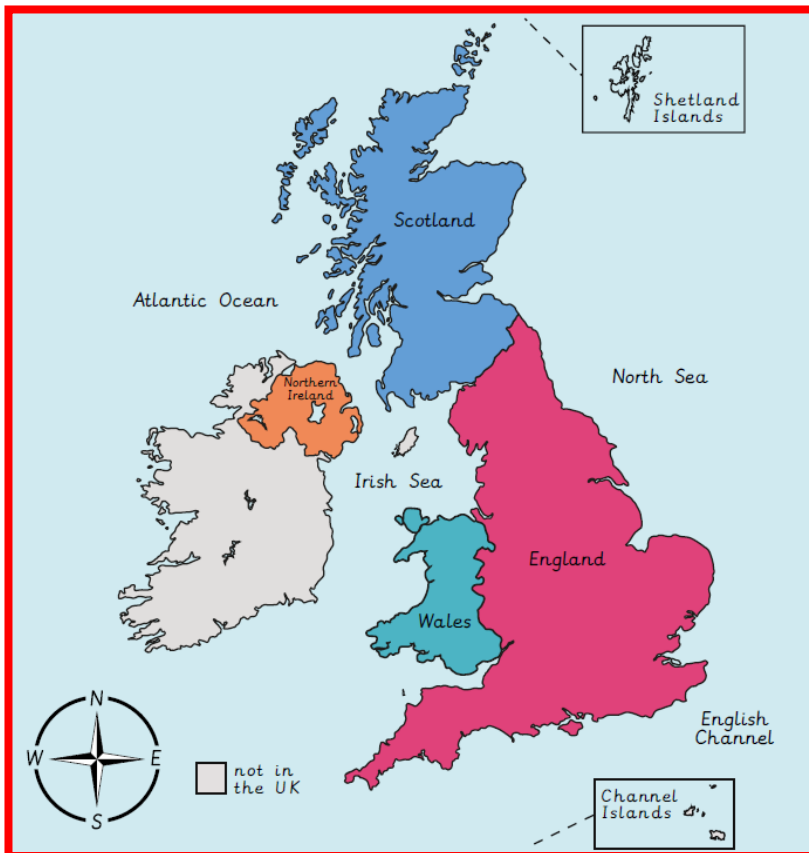 Shetland
Islands
Scotland
Atlantic Ocean
Northern
Ireland
North Sea
Irish Sea
England
Wales
English
Channel
N
W
E
S
not in
the UK
Channel
Islands